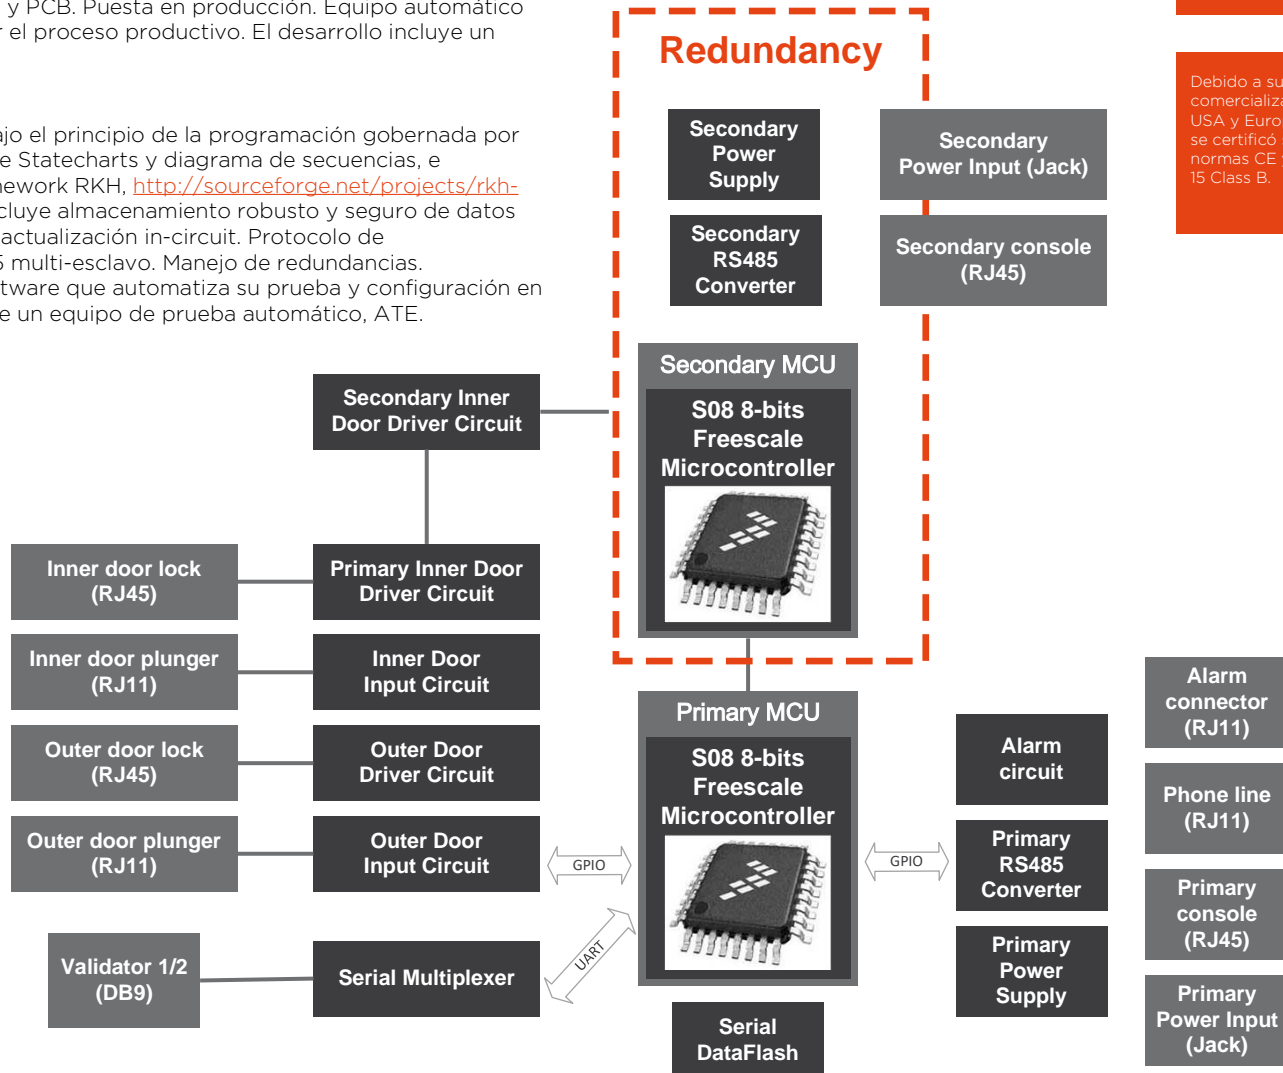 y PCB. Puesta en producción. Equipo automático
el proceso productivo. El desarrollo incluye un
ajo el principio de la programación gobernada por
e Statecharts y diagrama de secuencias, e
ework RKH, http://sourceforge.net/projects/rkh-
cluye almacenamiento robusto y seguro de datos
actualización in-circuit. Protocolo de
5 multi-esclavo. Manejo de redundancias.
tware que automatiza su prueba y configuración en
e un equipo de prueba automático, ATE.
Redundancy
Secondary
Power
Supply
Secondary
Power Input (Jack)
Secondary
RS485
Converter
Secondary console
(RJ45)
Debido a su
comercializa
USA y Euro
se certificó
normas CE
15 Class B.
Secondary MCU
S08 8-bits
Freescale
Microcontroller
Secondary Inner
Door Driver Circuit
Inner door lock
(RJ45)
Primary Inner Door
Driver Circuit
Inner door plunger
(RJ11)
Inner Door
Input Circuit
Outer door lock
(RJ45)
Outer Door
Driver Circuit
Outer door plunger
(RJ11)
Outer Door
Input Circuit
GPIO
Validator 1/2
(DB9)
Serial Multiplexer
UART
Primary MCU
S08 8-bits
Freescale
Microcontroller
Serial
DataFlash
GPIO
Alarm
circuit
Primary
RS485
Converter
Primary
Power
Supply
Alarm
connector
(RJ11)
Phone line
(RJ11)
Primary
console
(RJ45)
Primary
Power Input
(Jack)